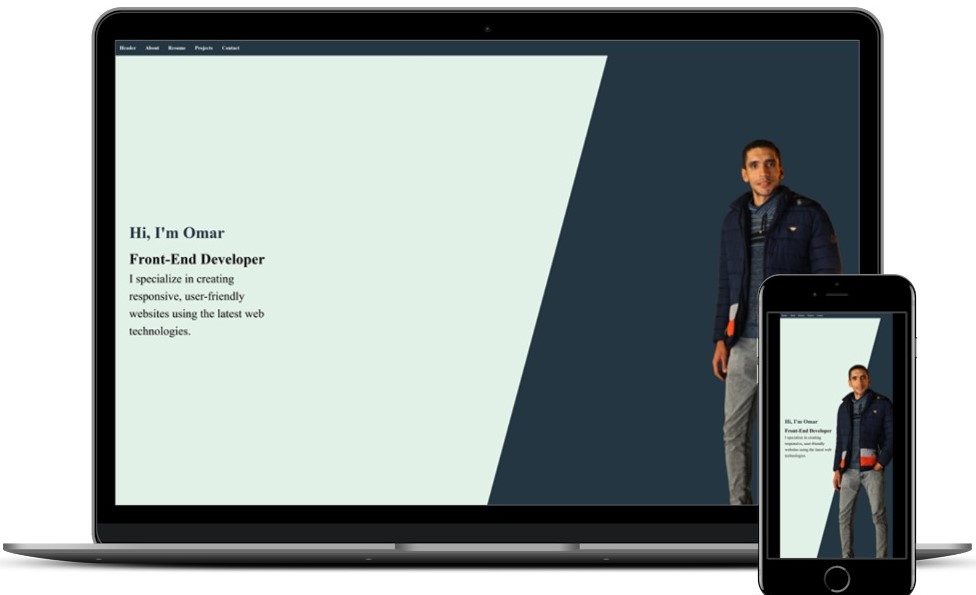 Header About Resume Projects Contact
Hi, I'm Omar
Front-End Developer
I specialize in creating
responsive, user-friendly
websites using the latest web
technologies.
Hi, I'm Omar
Front-End Developer
I specialize in creating
responsive, user-friendly
websites using the latest web
technologies.